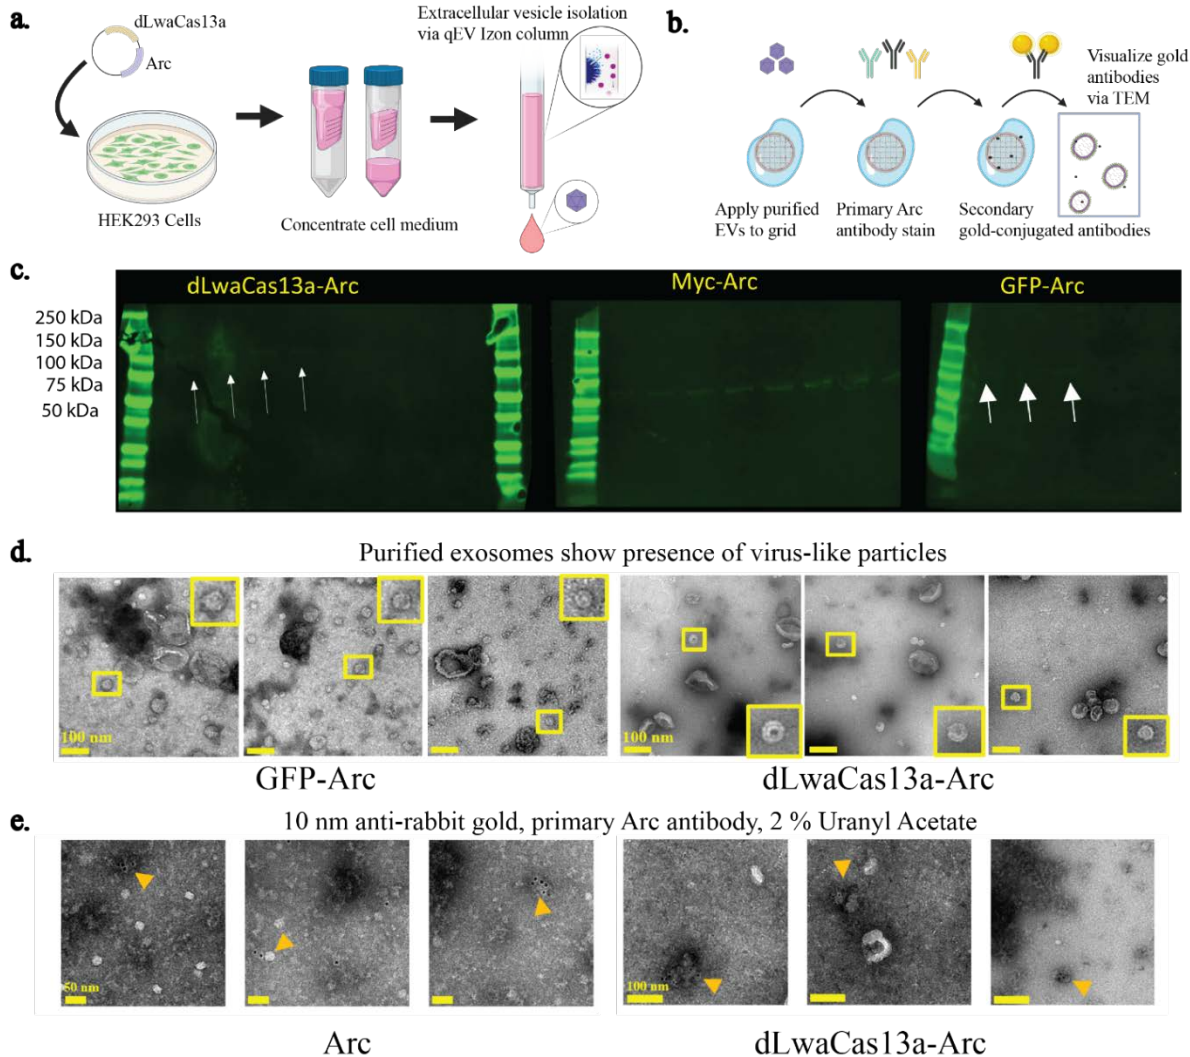 a.
dLwaCas13a
Arc
HEK293 Cells
Concentrate cell medium
Extracellular vesicle isolation
via qEV Izon column
b.
Visualize gold
antibodies
via TEM
Apply purified
EVs to grid
Primary Arc
antibody stain
Secondary
gold-conjugated antibodies
c.
dLwaCas13a-Arc
Myc-Arc
GFP-Arc
250 kDa
150 kDa
100 kDa
75 kDa
50 kDa
d.
Purified exosomes show presence of virus-like particles
100 nm
100 nm
GFP-Arc
dLwaCas13a-Arc
e.
10 nm anti-rabbit gold, primary Arc antibody, 2 % Uranyl Acetate
50 nm
100 nm
Arc
dLwaCas13a-Arc